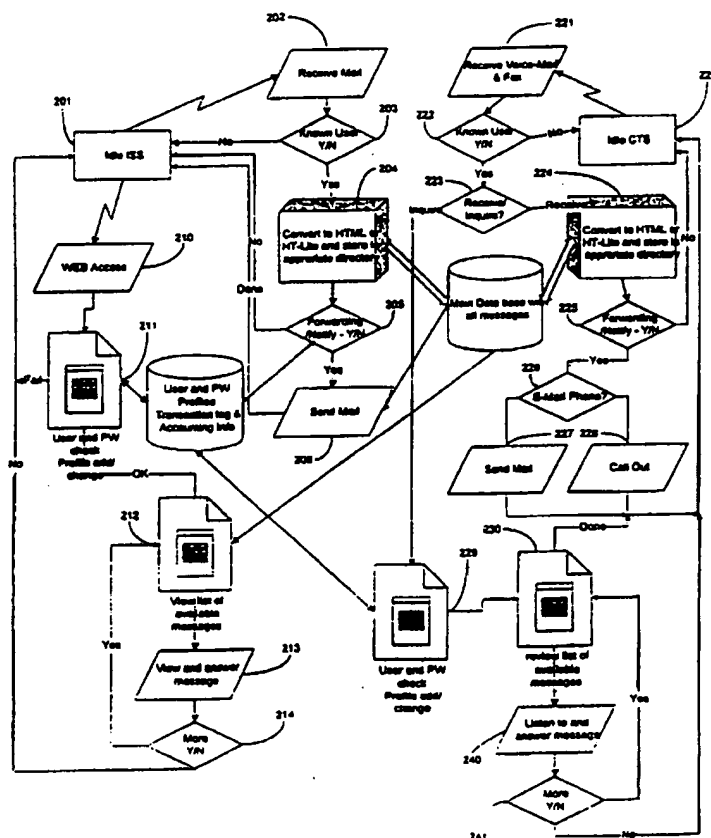 202
Receive Mail
203
Known User
Y/N
201
Idle ISS
No
Yes
204
Convert to HTML or
HT-Lite and store in
appropriate directory
No
Done
205
Forwarding
/Notify - Y/N
Yes
Send Mail
206
210
WEB Access
211
Fail
User and PW
check
Profile add/
change
User and PW
Profiles
Transaction log &
Accounting Info
No
OK
212
View list of
available
messages
Yes
213
View and answer
message
214
More
Y/N
221
Receive Voice-Mail
& Fax
222
Known User
Y/N
No
22
Idle CTS
Yes
223
Receive/
Inquire?
Inquire
Receive
224
Convert to HTML or
HT-Lite and store in
appropriate directory
No
Main Data base w
all messages
225
Forwarding
/Notify - Y/N
Yes
226
E-Mail Phone?
227
228
Send Mail
Call Out
Done
230
229
User and PW
check
Profile add/
change
review list of
available
messages
Yes
Listen to and
answer message
240
More
Y/N
241
No